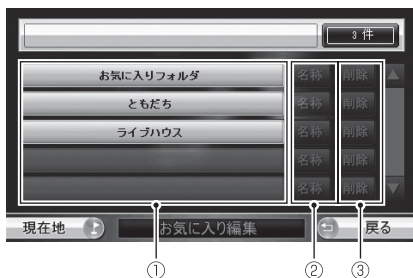 3 件
お気に入りフォルダ 名称 削除
ともだち 名称 削除
ライブハウス 名称 削除
名称 削除
名称 削除
現在地 お気に入り編集 戻る
① ② ③